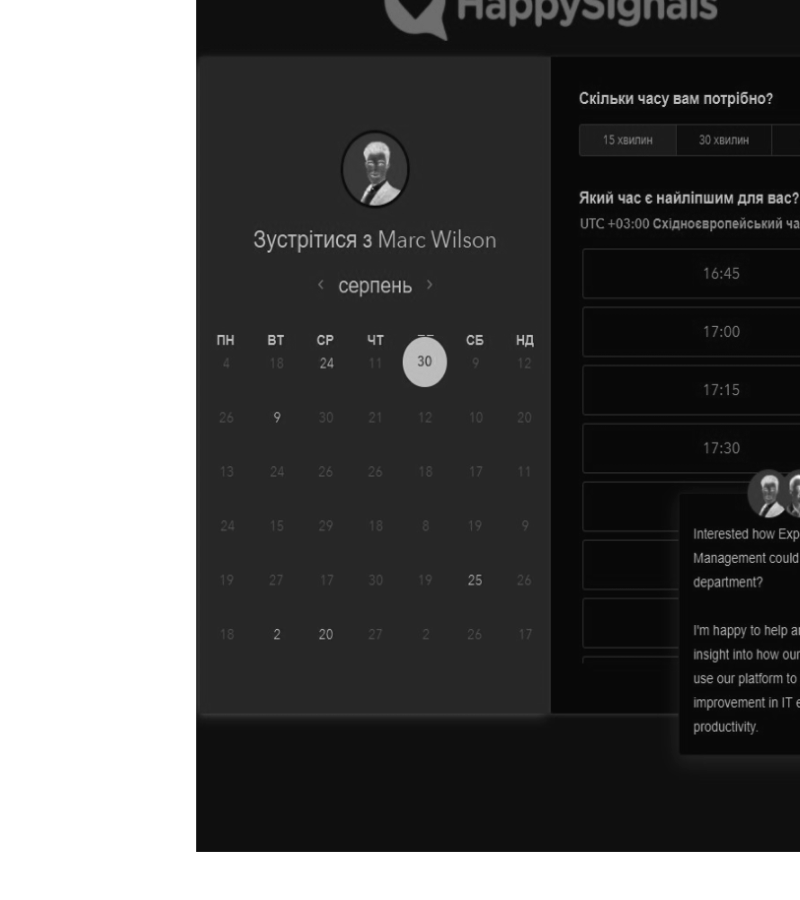 HappySignals
Зустрітися з Marc Wilson
серпень
ПН ВТ СР ЧТ СБ НД
4 18 24 11 30 9 12
26 9 30 21 12 10 20
13 24 26 26 18 17 11
24 15 29 18 8 19 9
19 27 17 30 19 25 26
18 2 20 27 2 26 17
Скільки часу вам потрібно?
15 хвилин 30 хвилин
Який час є найліпшим для вас?
UTC +03:00 Східноєвропейський ча
16:45
17:00
17:15
17:30
Interested how Exp
Management could
department?
I'm happy to help a
insight into how our
use our platform to
improvement in IT e
productivity.